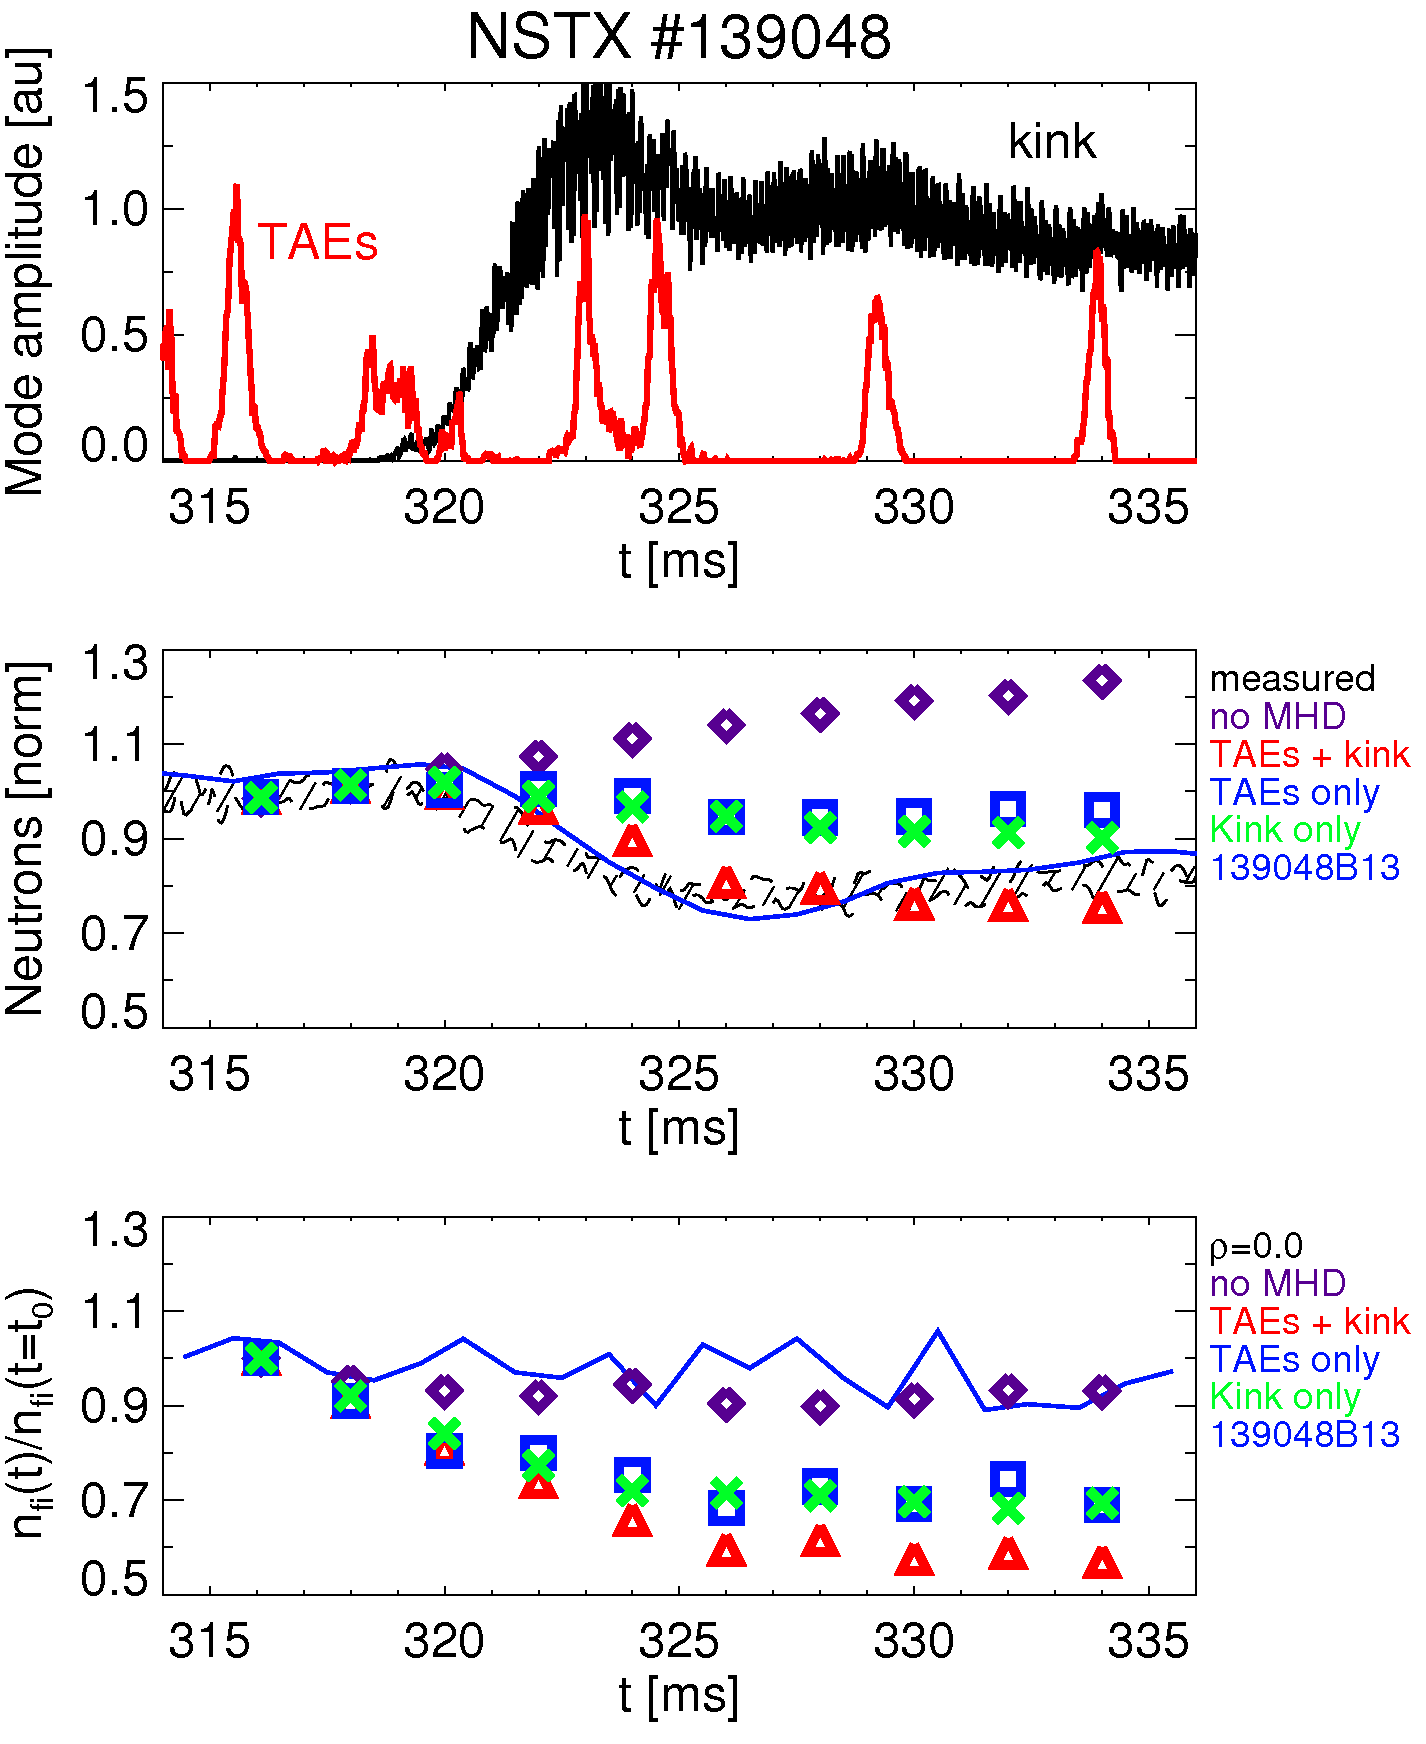 NSTX #139048
Mode amplitude [au]
1.5
1.0
0.5
0.0
kink
TAEs
315 320 325 330 335
t [ms]
Neutrons [norm]
1.3
1.1
0.9
0.7
0.5
measured
no MHD
TAEs + kink
TAEs only
Kink only
139048B13
315 320 325 330 335
t [ms]
nfi(t)/nfi(t=t0)
1.3
1.1
0.9
0.7
0.5
ρ=0.0
no MHD
TAEs + kink
TAEs only
Kink only
139048B13
315 320 325 330 335
t [ms]